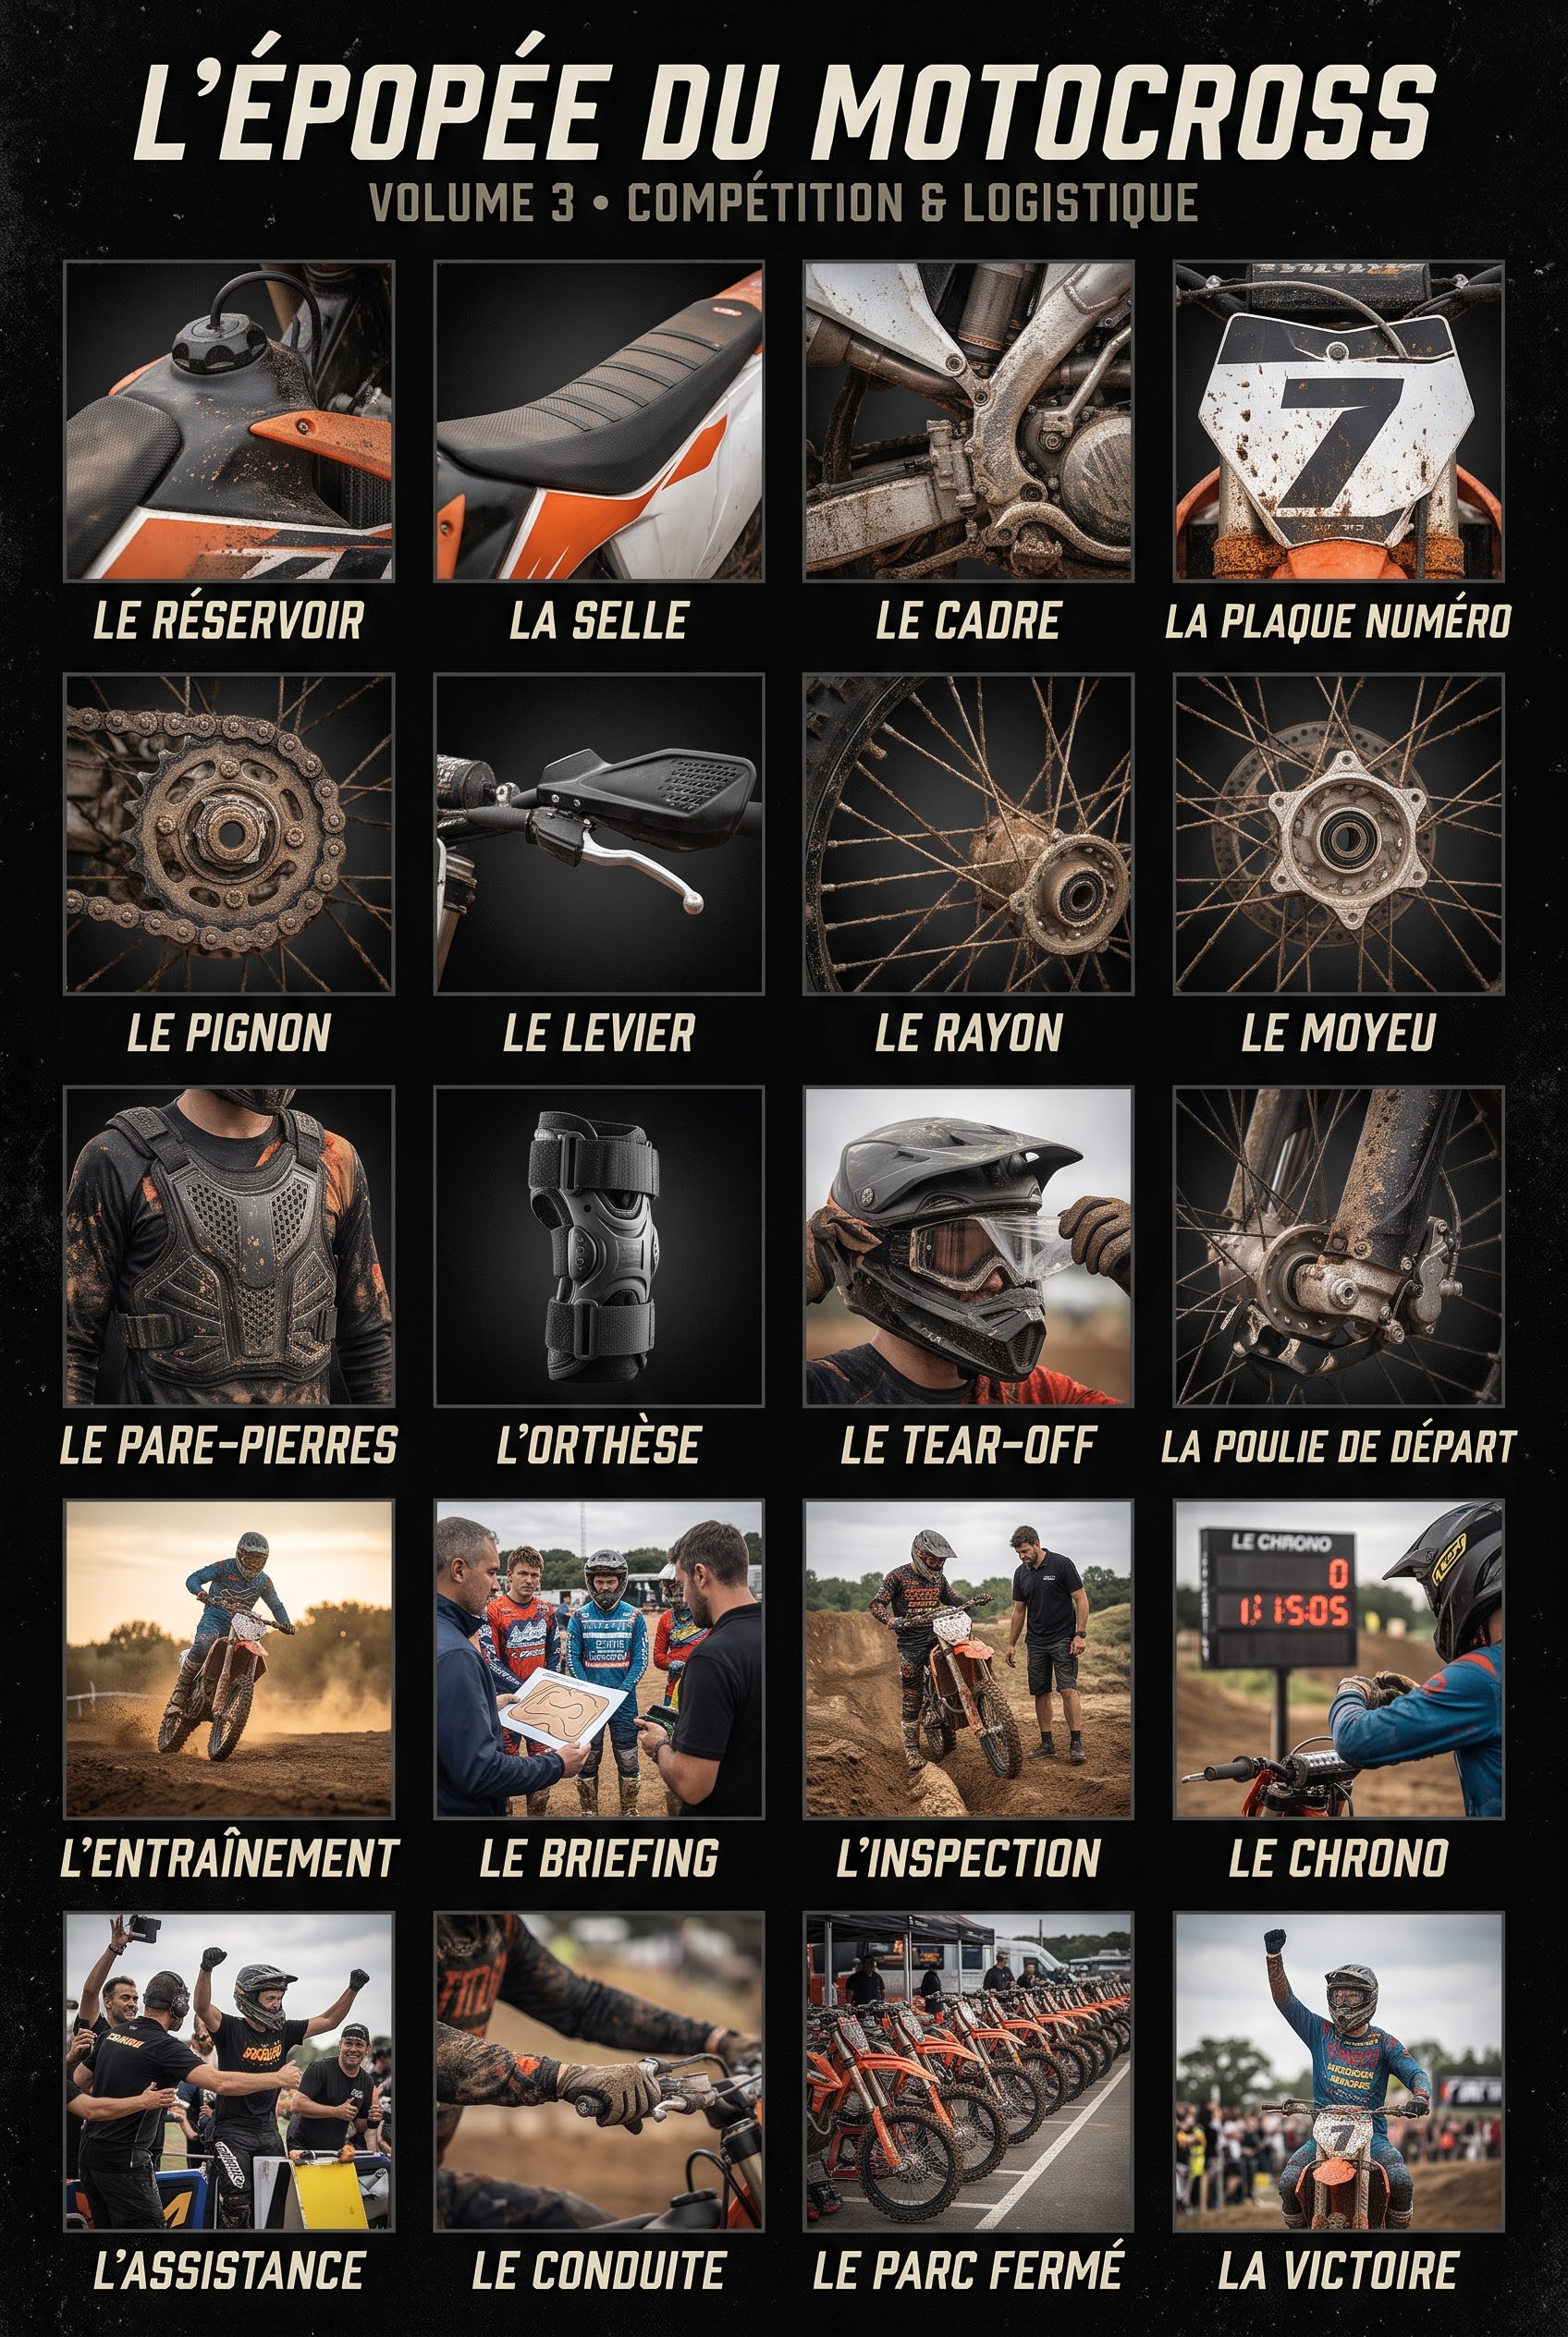 L'ÉPOPÉE DU MOTOCROSS
VOLUME 3 • COMPÉTITION & LOGISTIQUE
7
LE RÉSERVOIR
LA SELLE
LE CADRE
LA PLAQUE NUMÉRO
LE PIGNON
LE LEVIER
LE RAYON
LE MOYEU
LE PARE-PIERRES
L'ORTHÈSE
LE TEAR-OFF
LA POULIE DE DÉPART
LE CHRONO
0
1:15:05
L'ENTRAÎNEMENT
LE BRIEFING
L'INSPECTION
LE CHRONO
7
L'ASSISTANCE
LE CONDUITE
LE PARC FERMÉ
LA VICTOIRE